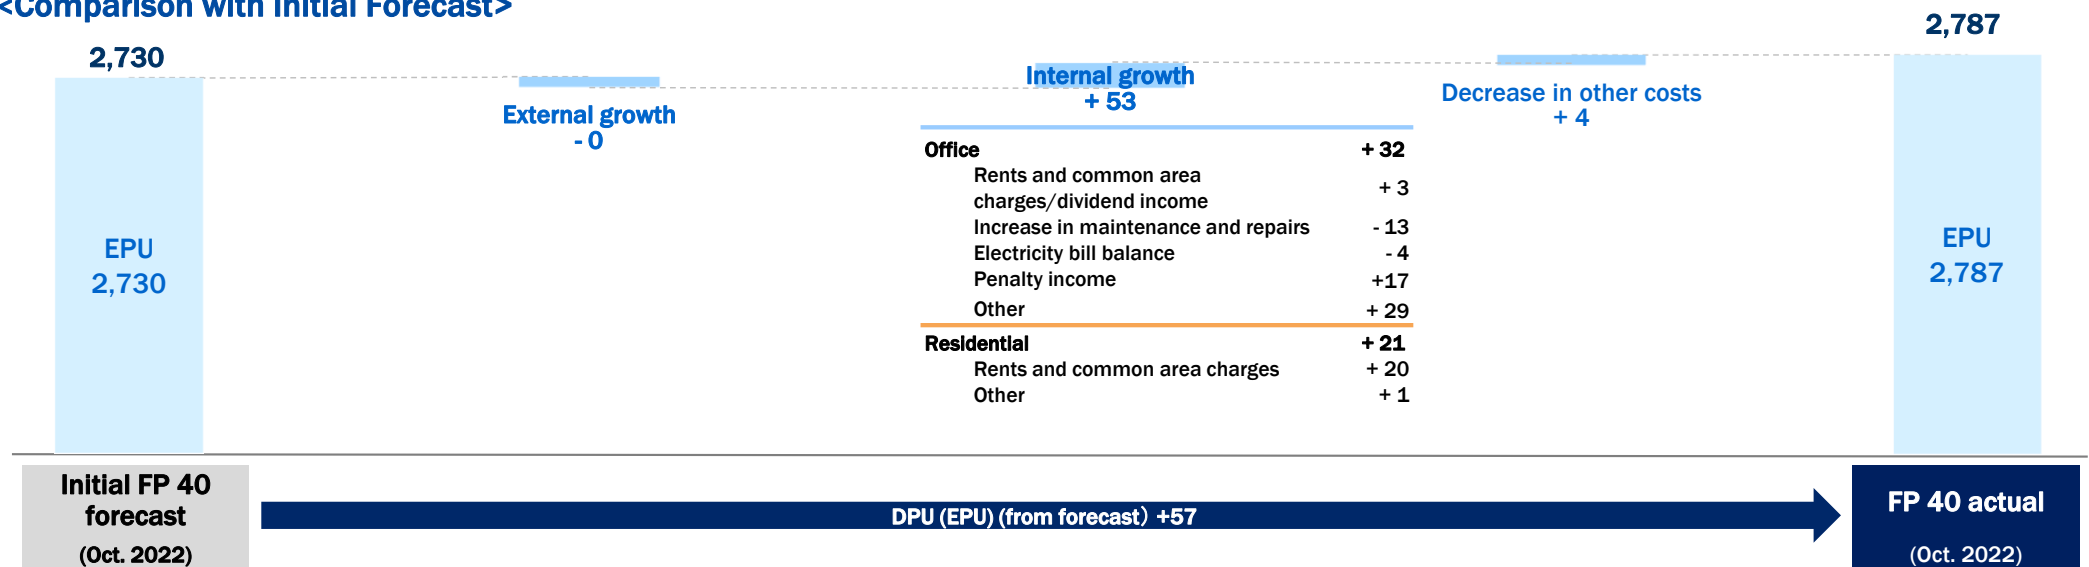 <Comparison with Initial Forecast>
2,730
2,787
EPU
2,730
External growth
- 0
Internal growth
+ 53
Office + 32
Rents and common area
charges/dividend income + 3
Increase in maintenance and repairs - 13
Electricity bill balance - 4
Penalty income +17
Other + 29
Residential + 21
Rents and common area charges + 20
Other + 1
Decrease in other costs
+ 4
EPU
2,787
Initial FP 40
forecast
(Oct. 2022)
DPU (EPU) (from forecast) +57
FP 40 actual
(Oct. 2022)